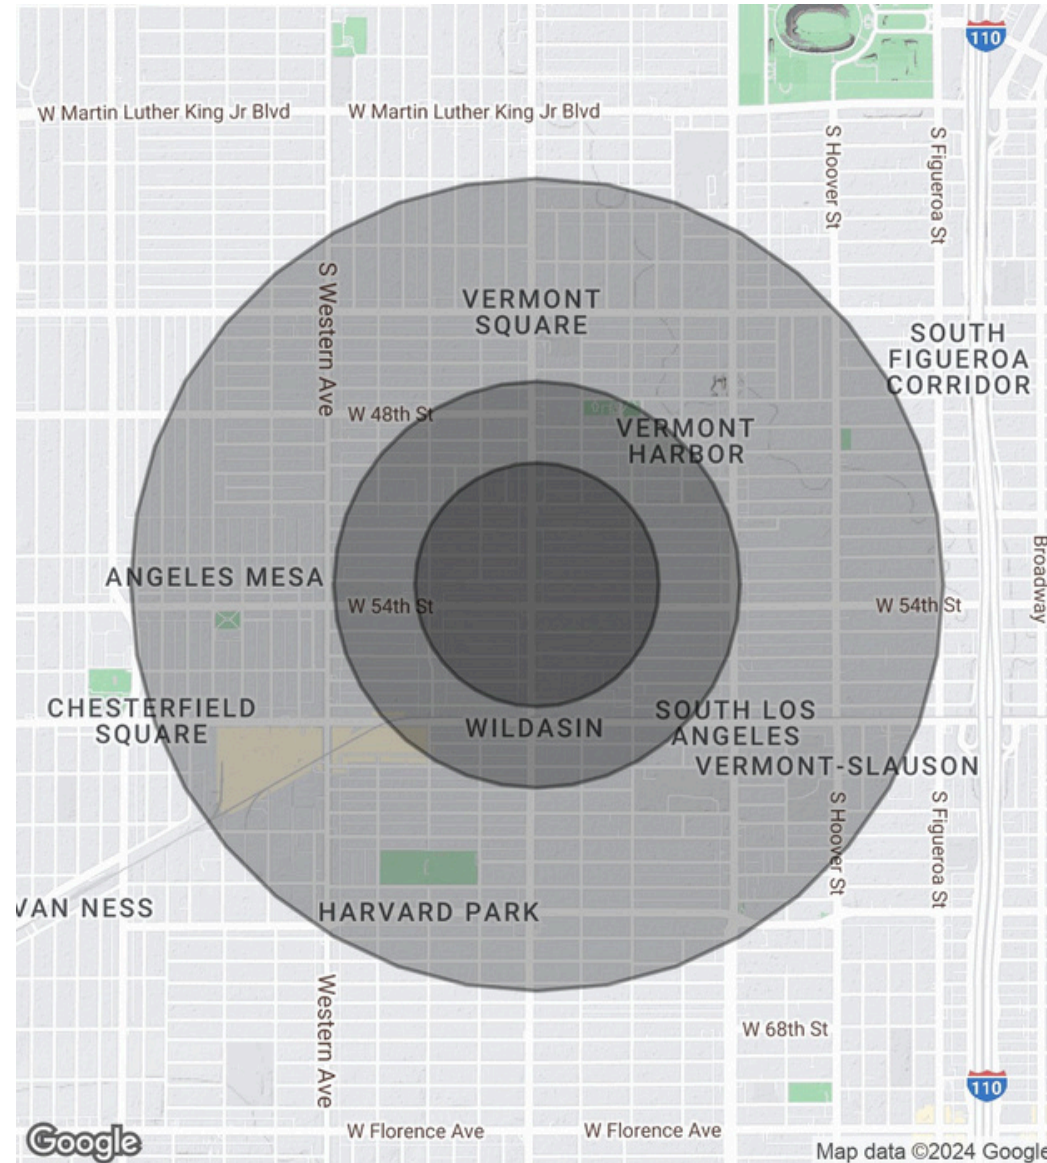 110
W Martin Luther King Jr Blvd
W Martin Luther King Jr Blvd
S Hoover St
S Figueroa St
S Western Ave
VERMONT
SQUARE
SOUTH
FIGUEROA
CORRIDOR
W 48th St
VERMONT
HARBOR
Broadway
ANGELES MESA
W 54th St
W 54th St
CHESTERFIELD
SQUARE
WILDASIN
SOUTH LOS
ANGELES
VERMONT-SLAUSON
S Hoover St
S Figueroa St
VAN NESS
HARVARD PARK
Western Ave
W 68th St
110
W Florence Ave
W Florence Ave
Google
Map data ©2024 Google